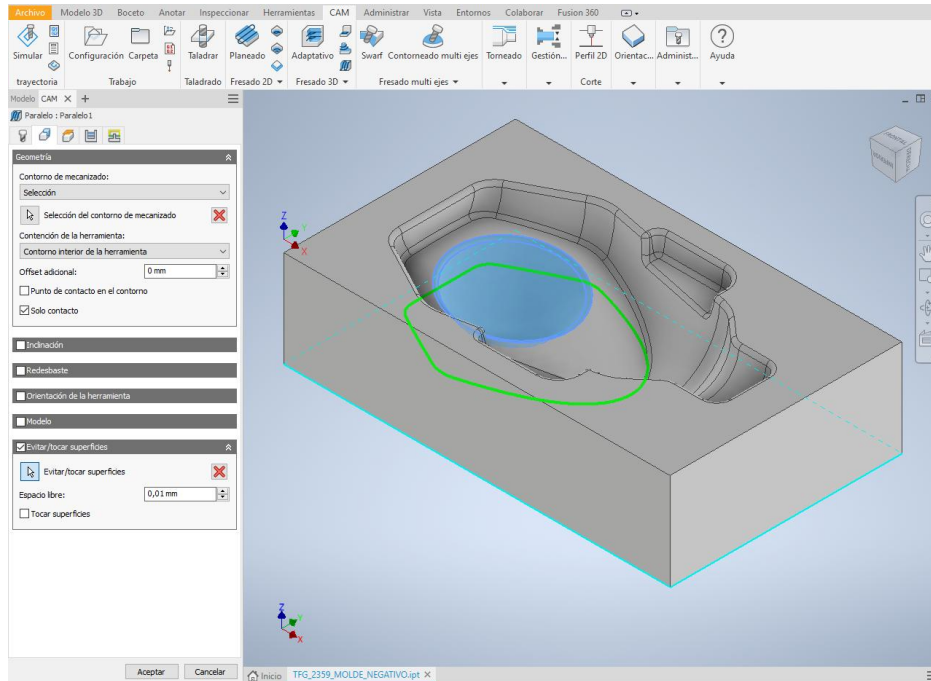 Archivo Modelo 3D Boceto Anotar Inspeccionar Herramientas CAM Administrar Vista Entornos Colaborar Fusion 360
Simular Configuración Carpeta Taladrar Planeado Adaptativo Swarf Contorneado multi ejes Torneado Gestión... Perfil 2D Orientac... Administ... Ayuda
trayectoria Trabajo Taladrado Fresado 2D Fresado 3D Fresado multi ejes Corte
Modelo CAM X +
Paralelo : Paralelo1
Geometría
Contorno de mecanizado:
Selección
Selección del contorno de mecanizado
Contención de la herramienta:
Contorno interior de la herramienta
Offset adicional: 0 mm
Punto de contacto en el contorno
Solo contacto
Inclinación
Redesbaste
Orientación de la herramienta
Modelo
Evitar/tocar superficies
Evitar/tocar superficies
Espacio libre: 0,01 mm
Tocar superficies
Z
Y
X
Z
Y
X
Aceptar Cancelar
Inicio TFG_2359_MOLDE_NEGATIVO.ipt X